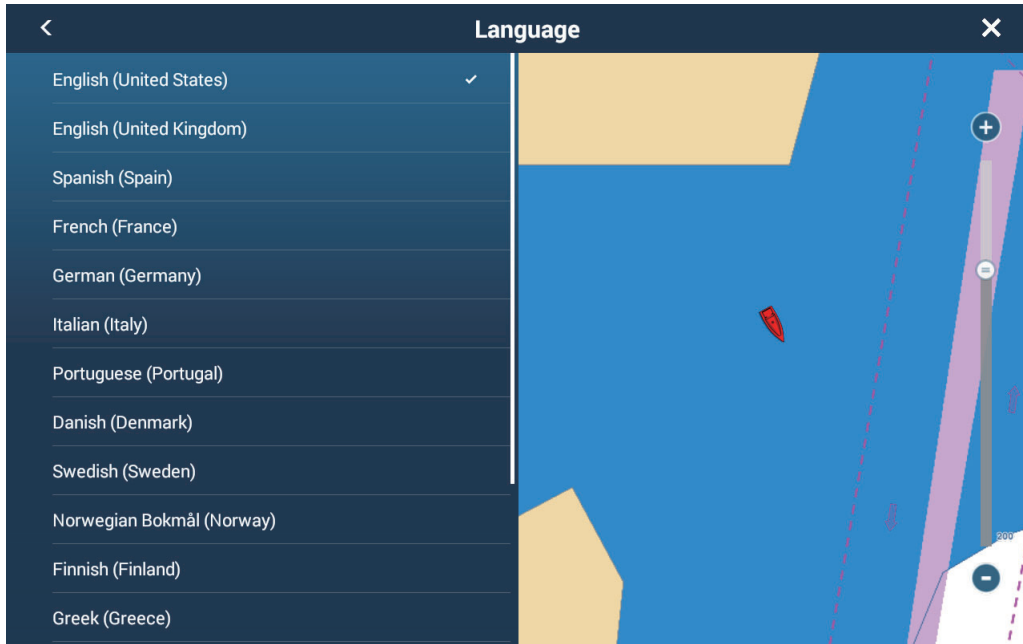 Language
English (United States)
English (United Kingdom)
Spanish (Spain)
French (France)
German (Germany)
Italian (Italy)
Portuguese (Portugal)
Danish (Denmark)
Swedish (Sweden)
Norwegian Bokmål (Norway)
Finnish (Finland)
200
Greek (Greece)